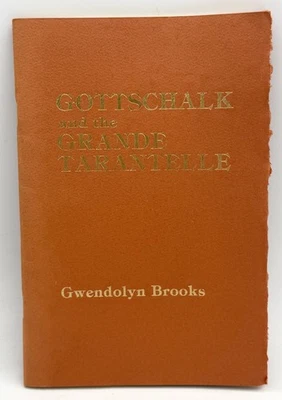 GOTTSCHALK
and the
GRANDE
TARANTELLE
Gwendolyn Brooks